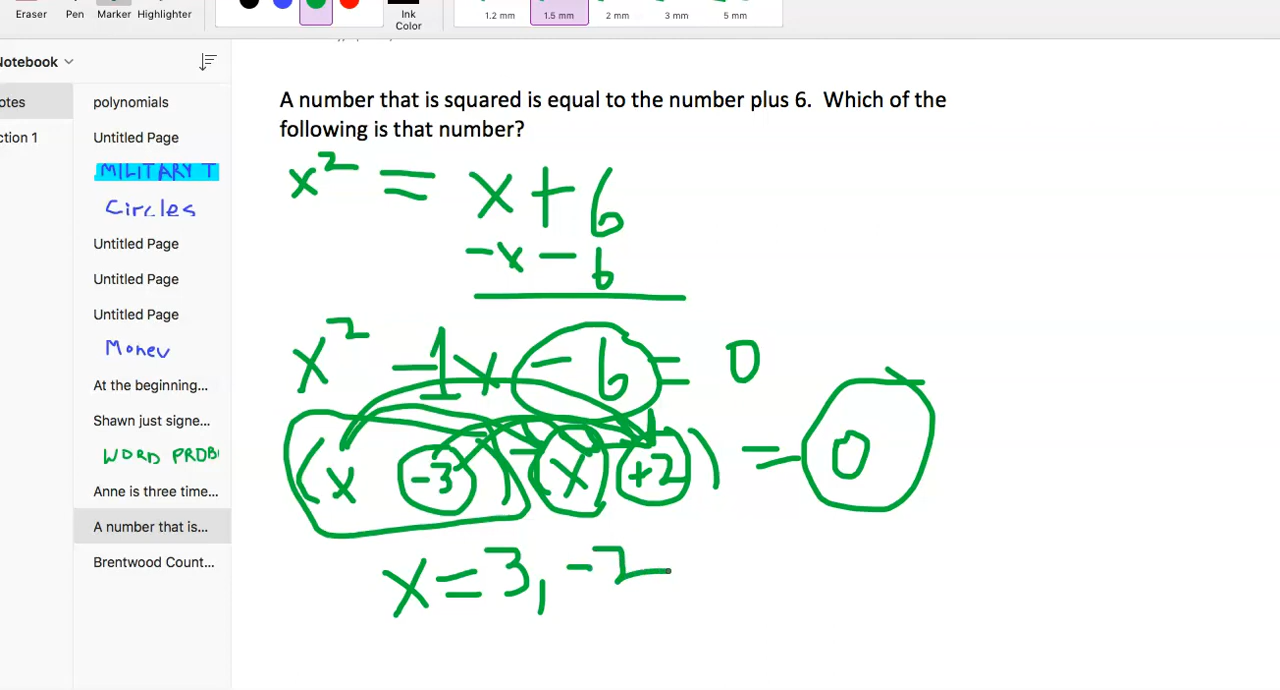 Eraser Pen Marker Highlighter Ink Color 1.2 mm 1.5 mm 2 mm 3 mm 5 mm
Notebook
otes
ction 1
polynomials
Untitled Page
MILITARY T
Circles
Untitled Page
Untitled Page
Untitled Page
Money
At the beginning...
Shawn just signe...
WORD PROB
Anne is three time...
A number that is...
Brentwood Count...
A number that is squared is equal to the number plus 6. Which of the
following is that number?
x² = x + 6
-x - 6
x² - 1x - 6 = 0
(x -3) (x +2) = 0
x = 3, -2